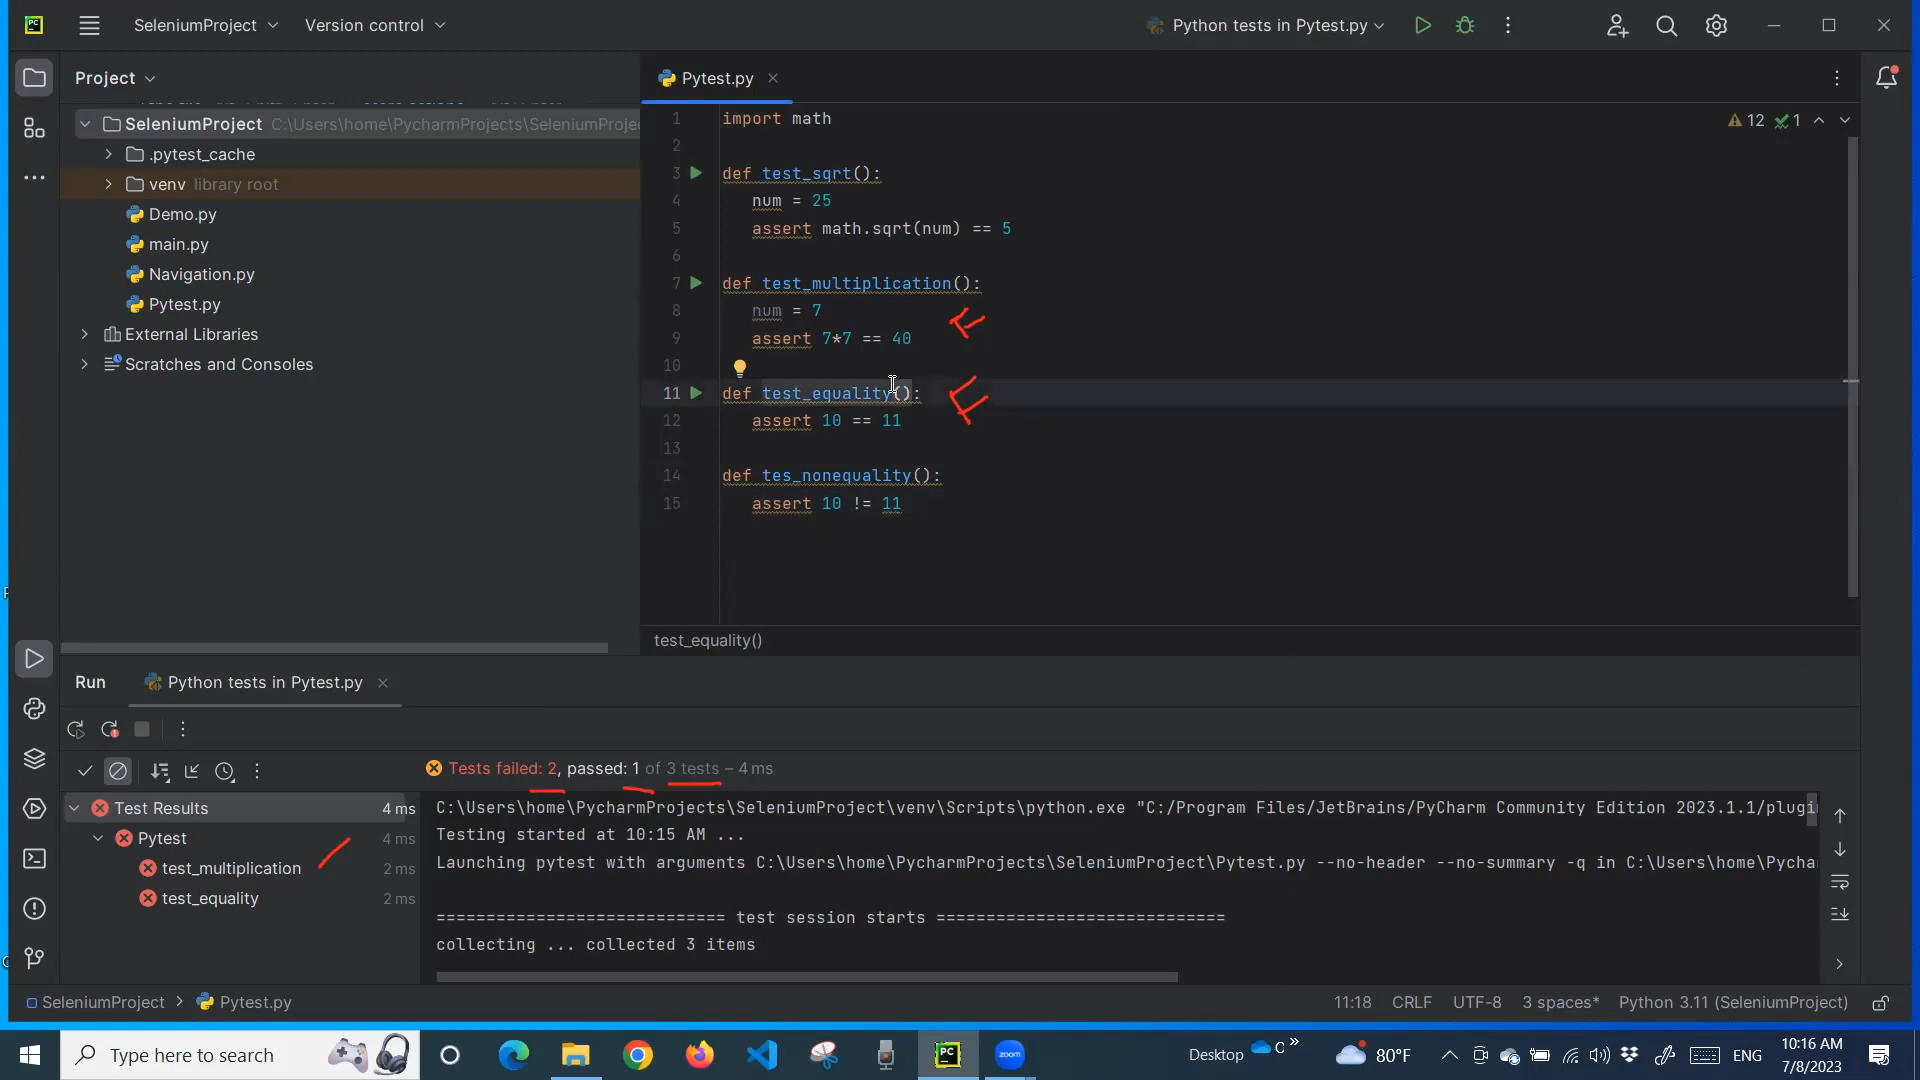 PC SeleniumProject Version control Python tests in Pytest.py
Project
Pytest.py
SeleniumProject C:\Users\home\PycharmProjects\SeleniumProje
.pytest_cache
venv library root
Demo.py
main.py
Navigation.py
Pytest.py
External Libraries
Scratches and Consoles
12 1
1 import math
2
3 def test_sqrt():
4 num = 25
5 assert math.sqrt(num) == 5
6
7 def test_multiplication():
8 num = 7
9 assert 7*7 == 40
10
11 def test_equality():
12 assert 10 == 11
13
14 def tes_nonequality():
15 assert 10 != 11
test_equality()
Run Python tests in Pytest.py
Tests failed: 2, passed: 1 of 3 tests – 4 ms
Test Results 4 ms
Pytest 4 ms
test_multiplication 2 ms
test_equality 2 ms
C:\Users\home\PycharmProjects\SeleniumProject\venv\Scripts\python.exe "C:/Program Files/JetBrains/PyCharm Community Edition 2023.1.1/plugin
Testing started at 10:15 AM ...
Launching pytest with arguments C:\Users\home\PycharmProjects\SeleniumProject\Pytest.py --no-header --no-summary -q in C:\Users\home\Pycha
============================= test session starts =============================
collecting ... collected 3 items
SeleniumProject > Pytest.py 11:18 CRLF UTF-8 3 spaces* Python 3.11 (SeleniumProject)
Type here to search
PC
zoom
Desktop
80°F
ENG
10:16 AM
7/8/2023